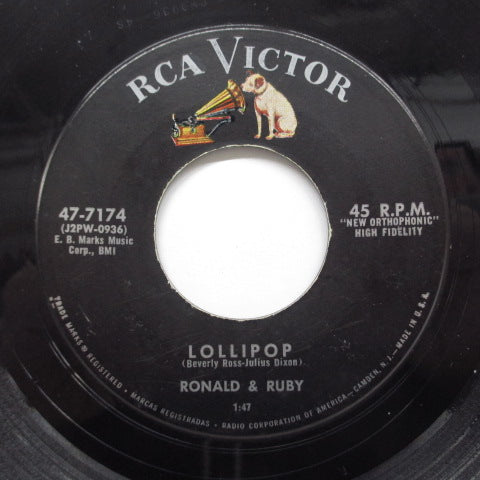 RCA VICTOR
47-7174
(J2PW-0936)
E. B. Marks Music
Corp., BMI
45 R.P.M.
"NEW ORTHOPHONIC"
HIGH FIDELITY
LOLLIPOP
(Beverly Ross-Julius Dixon)
RONALD & RUBY
1:47
TRADE MARKS ® REGISTERED • MARCAS REGISTRADAS • RADIO CORPORATION OF AMERICA—CAMDEN, N.J.—MADE IN U.S.A.